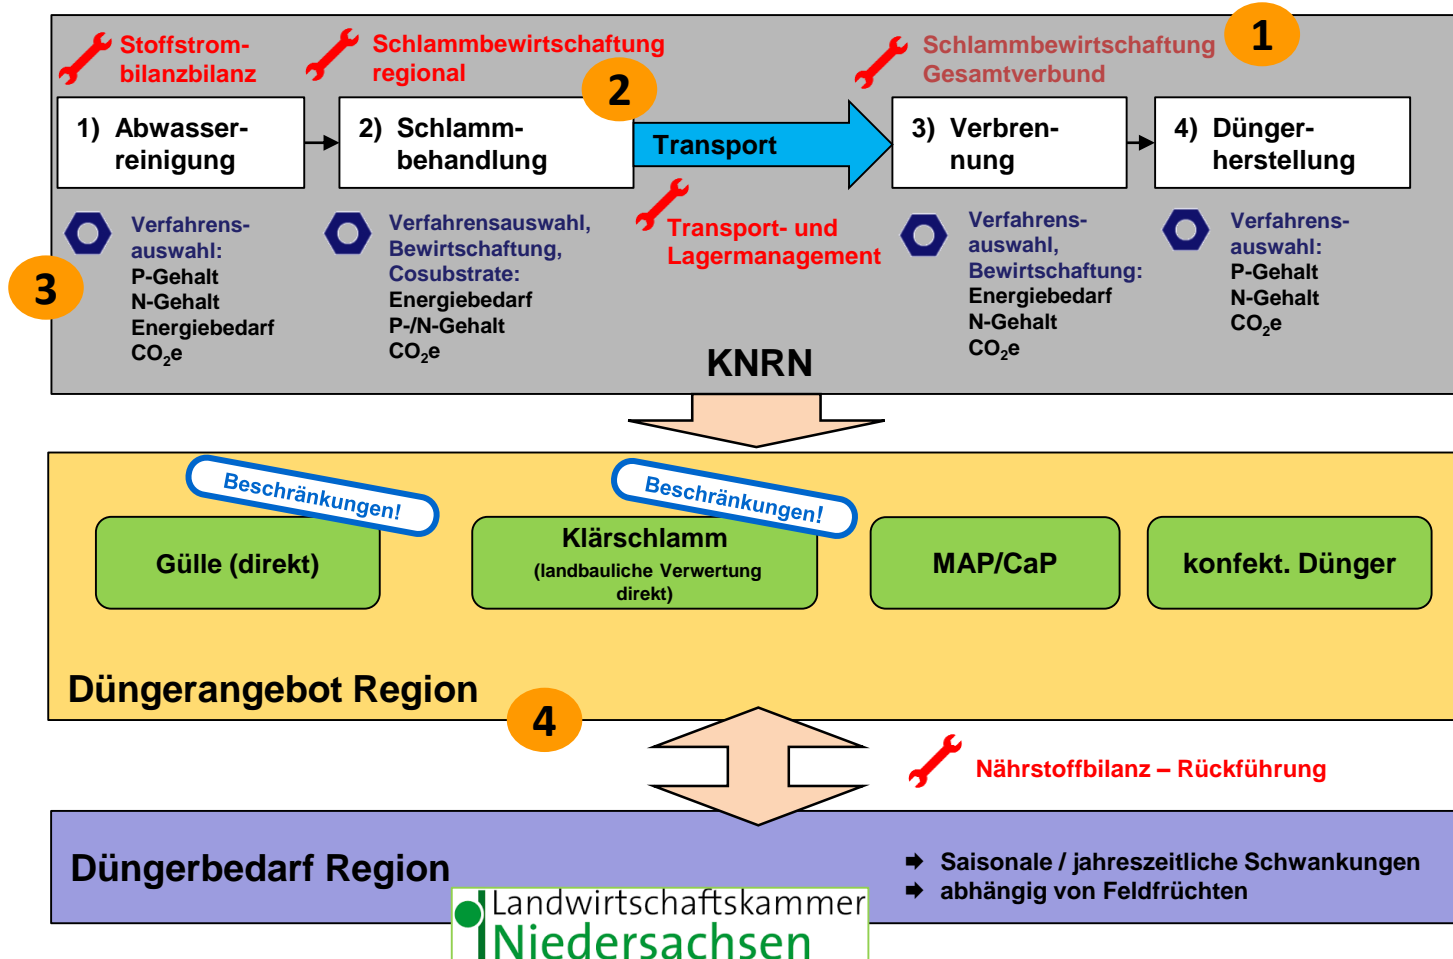 Stoffstrom-
bilanzbilanz
Schlammbewirtschaftung
regional
2
Schlammbewirtschaftung
Gesamtverbund
1
1) Abwasser-
reinigung
2) Schlamm-
behandlung
Transport
3) Verbren-
nung
4) Dünger-
herstellung
3
Verfahrens-
auswahl:
P-Gehalt
N-Gehalt
Energiebedarf
CO₂e
Verfahrensauswahl,
Bewirtschaftung,
Cosubstrate:
Energiebedarf
P-/N-Gehalt
CO₂e
Transport- und
Lagermanagement
Verfahrens-
auswahl,
Bewirtschaftung:
Energiebedarf
N-Gehalt
CO₂e
Verfahrens-
auswahl:
P-Gehalt
N-Gehalt
CO₂e
KNRN
Beschränkungen!
Beschränkungen!
Gülle (direkt)
Klärschlamm
(landbauliche Verwertung
direkt)
MAP/CaP
konfekt. Dünger
Düngerangebot Region
4
Nährstoffbilanz – Rückführung
Düngerbedarf Region
Saisonale / jahreszeitliche Schwankungen
abhängig von Feldfrüchten
Landwirtschaftskammer
Niedersachsen